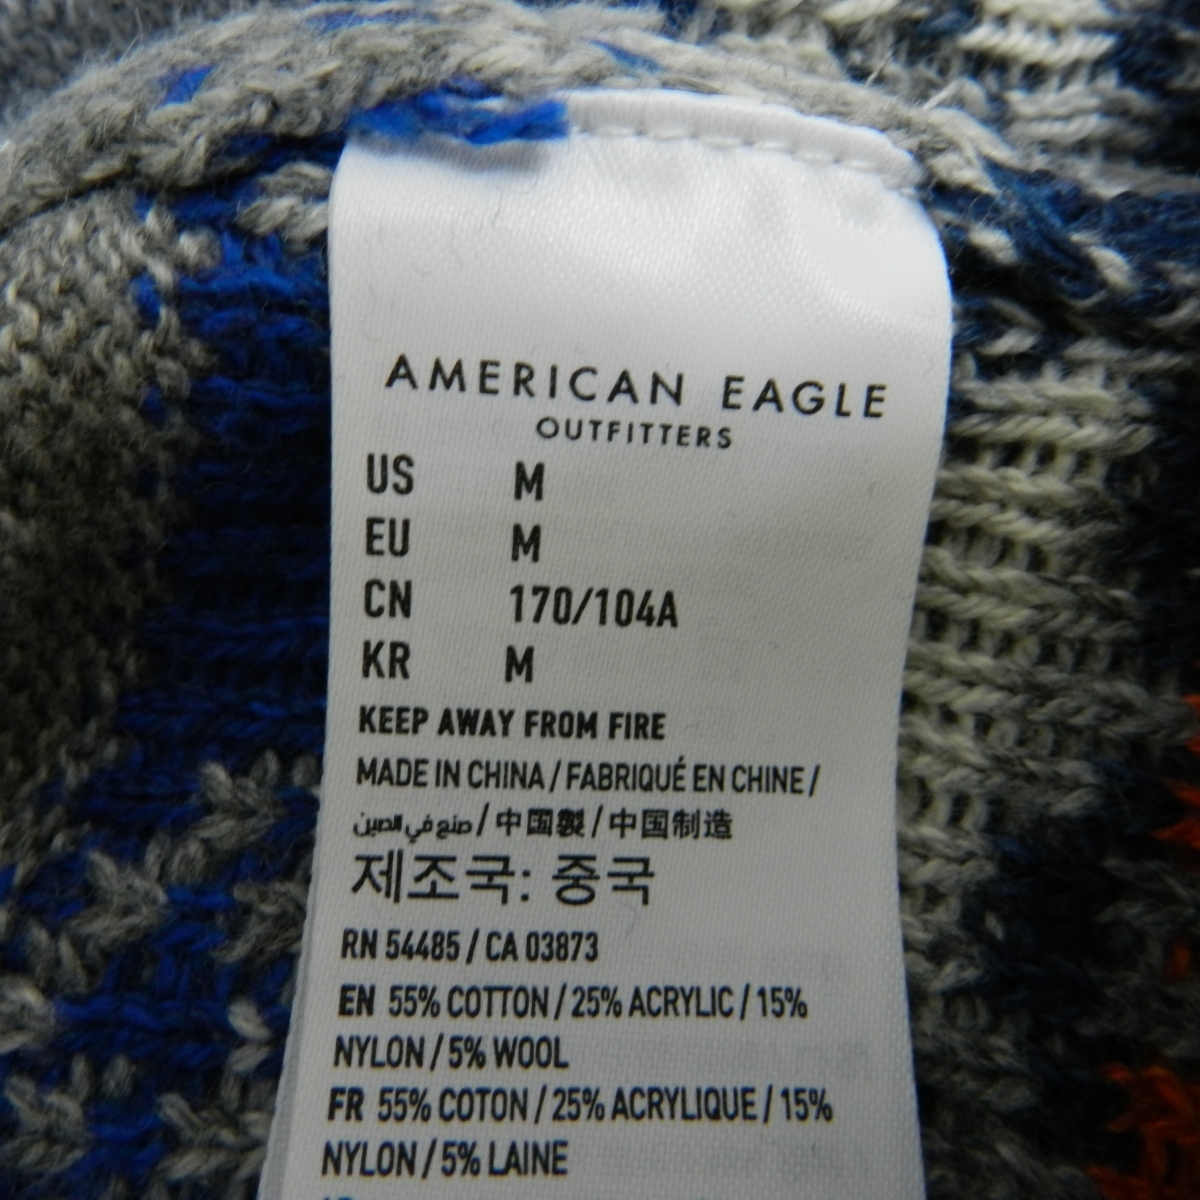 AMERICAN EAGLE
OUTFITTERS
US M
EU M
CN 170/104A
KR M
KEEP AWAY FROM FIRE
MADE IN CHINA / FABRIQUÉ EN CHINE /
صنع في الصين / 中国製 / 中国制造
제조국: 중국
RN 54485 / CA 03873
EN 55% COTTON / 25% ACRYLIC / 15%
NYLON / 5% WOOL
FR 55% COTON / 25% ACRYLIQUE / 15%
NYLON / 5% LAINE